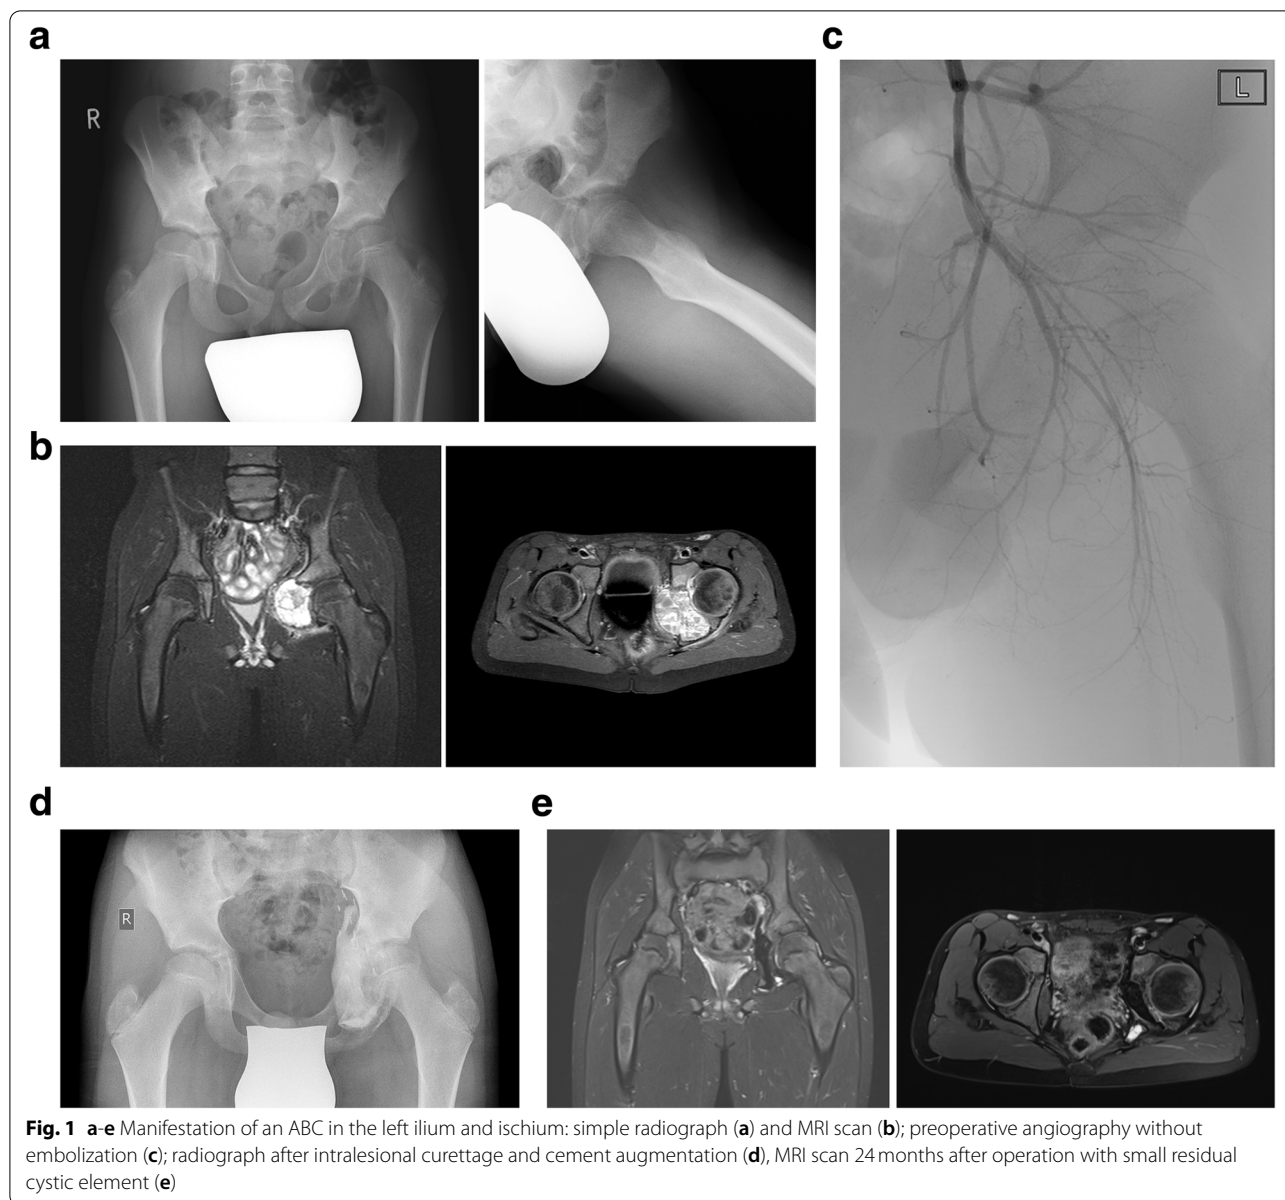 a
c
R
L
b
d
e
R
Fig. 1 a-e Manifestation of an ABC in the left ilium and ischium: simple radiograph (a) and MRI scan (b); preoperative angiography without
embolization (c); radiograph after intralesional curettage and cement augmentation (d), MRI scan 24 months after operation with small residual
cystic element (e)